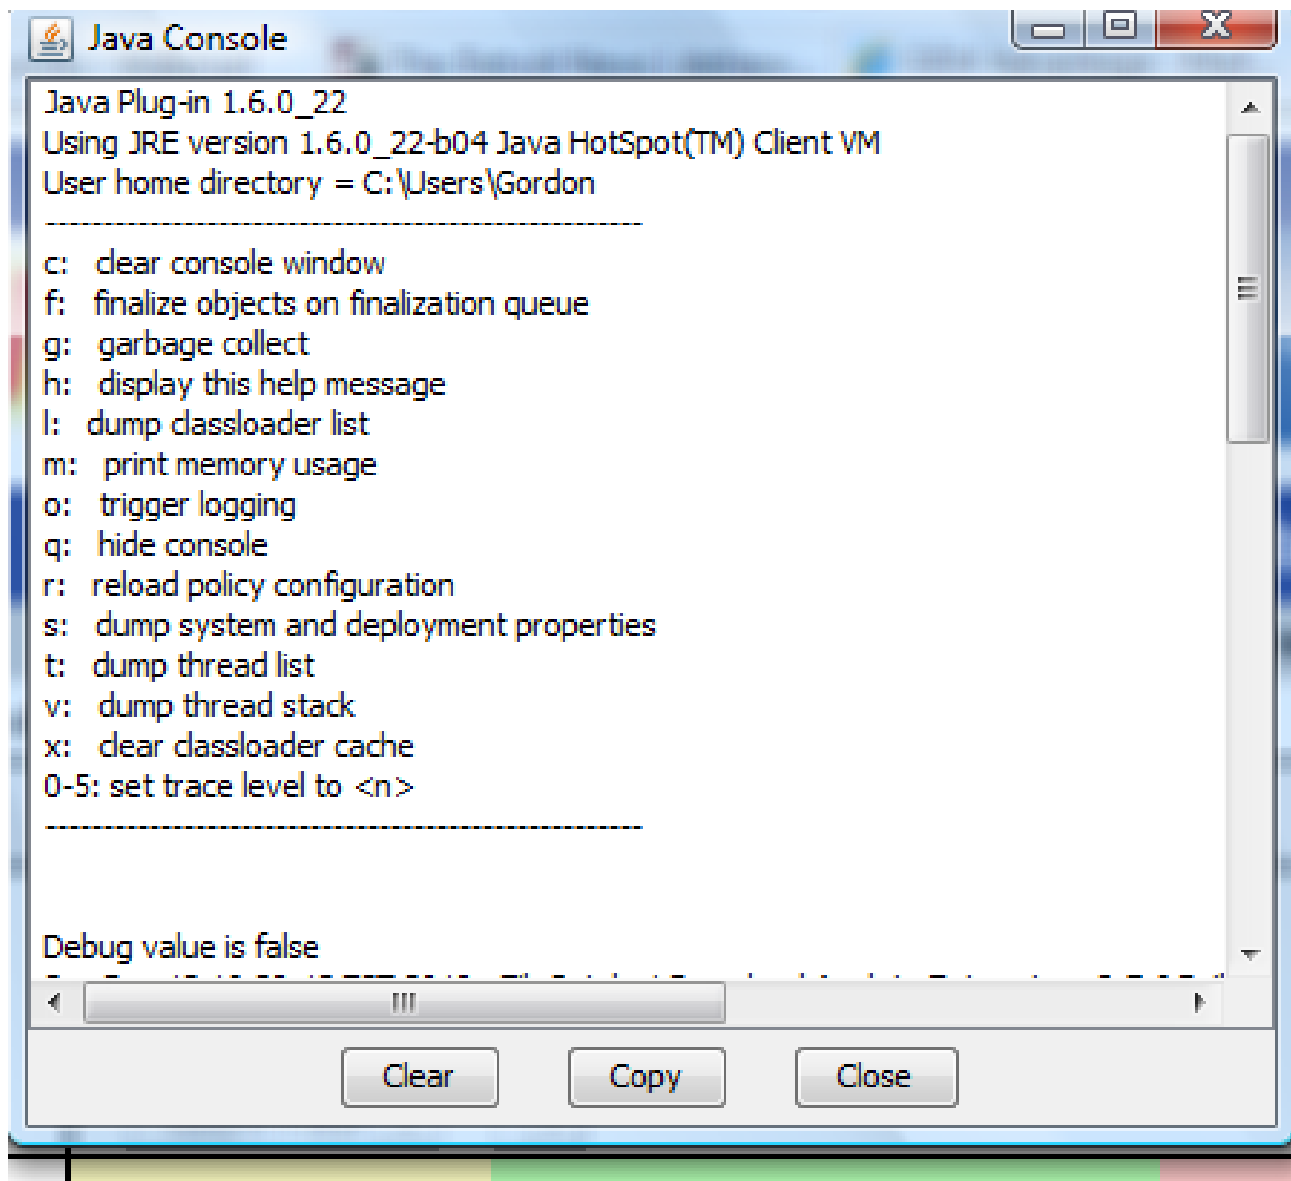 Java Console
Java Plug-in 1.6.0_22
Using JRE version 1.6.0_22-b04 Java HotSpot(TM) Client VM
User home directory = C:\Users\Gordon
----------------------------------------------------
c: clear console window
f: finalize objects on finalization queue
g: garbage collect
h: display this help message
l: dump classloader list
m: print memory usage
o: trigger logging
q: hide console
r: reload policy configuration
s: dump system and deployment properties
t: dump thread list
v: dump thread stack
x: clear classloader cache
0-5: set trace level to <n>
----------------------------------------------------
Debug value is false
Clear Copy Close